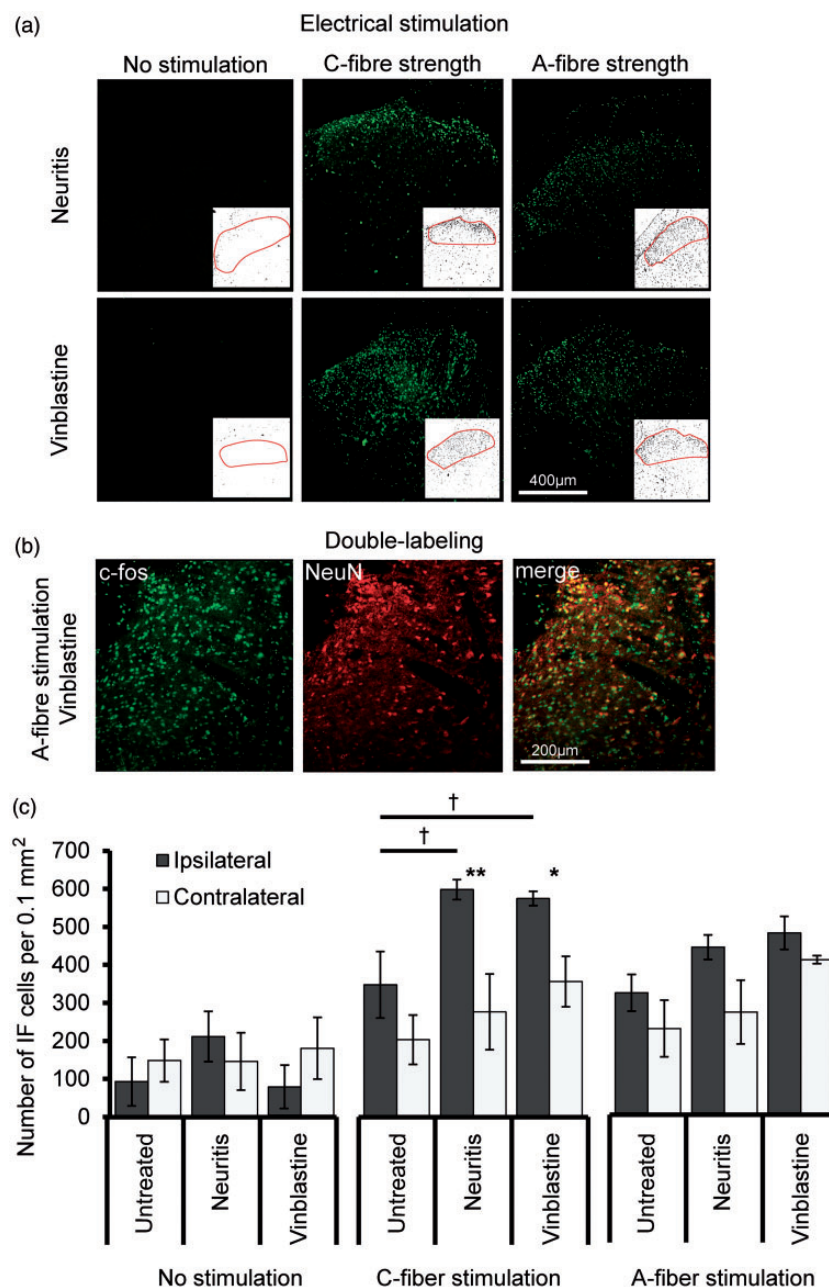 (a)
Electrical stimulation
No stimulation
C-fibre strength
A-fibre strength
Neuritis
Vinblastine
400µm
(b)
Double-labeling
A-fibre stimulation
Vinblastine
c-fos
NeuN
merge
200µm
(c)
Number of IF cells per 0.1 mm²
700
600
500
400
300
200
100
0
Ipsilateral
Contralateral
†
†
**
*
Untreated
Neuritis
Vinblastine
Untreated
Neuritis
Vinblastine
Untreated
Neuritis
Vinblastine
No stimulation
C-fiber stimulation
A-fiber stimulation